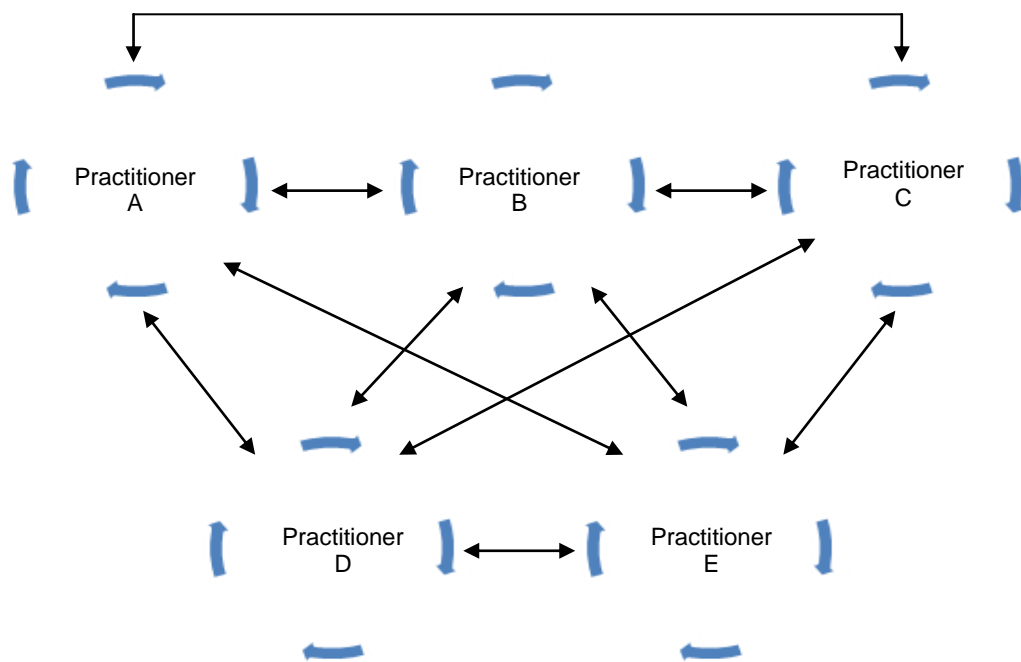 Practitioner
A
Practitioner
B
Practitioner
C
Practitioner
D
Practitioner
E